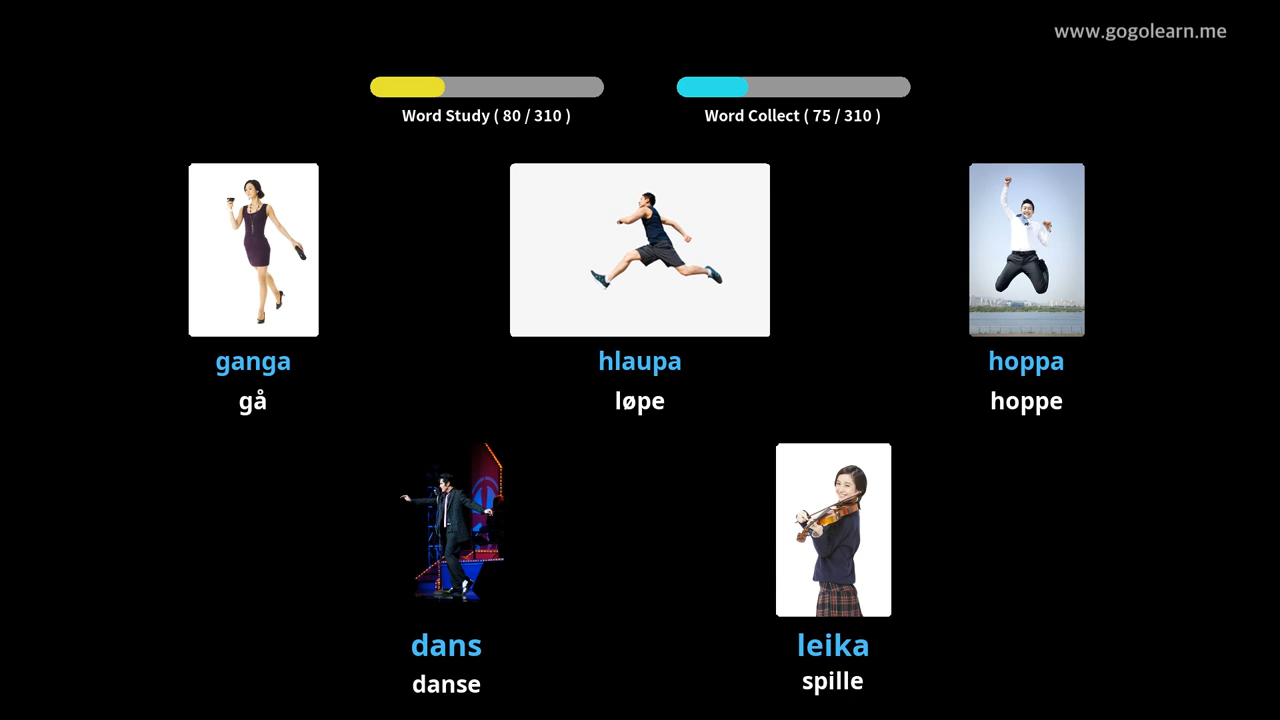 www.gogolearn.me
Word Study ( 80 / 310 )
Word Collect ( 75 / 310 )
ganga
gå
hlaupa
løpe
hoppa
hoppe
dans
danse
leika
spille